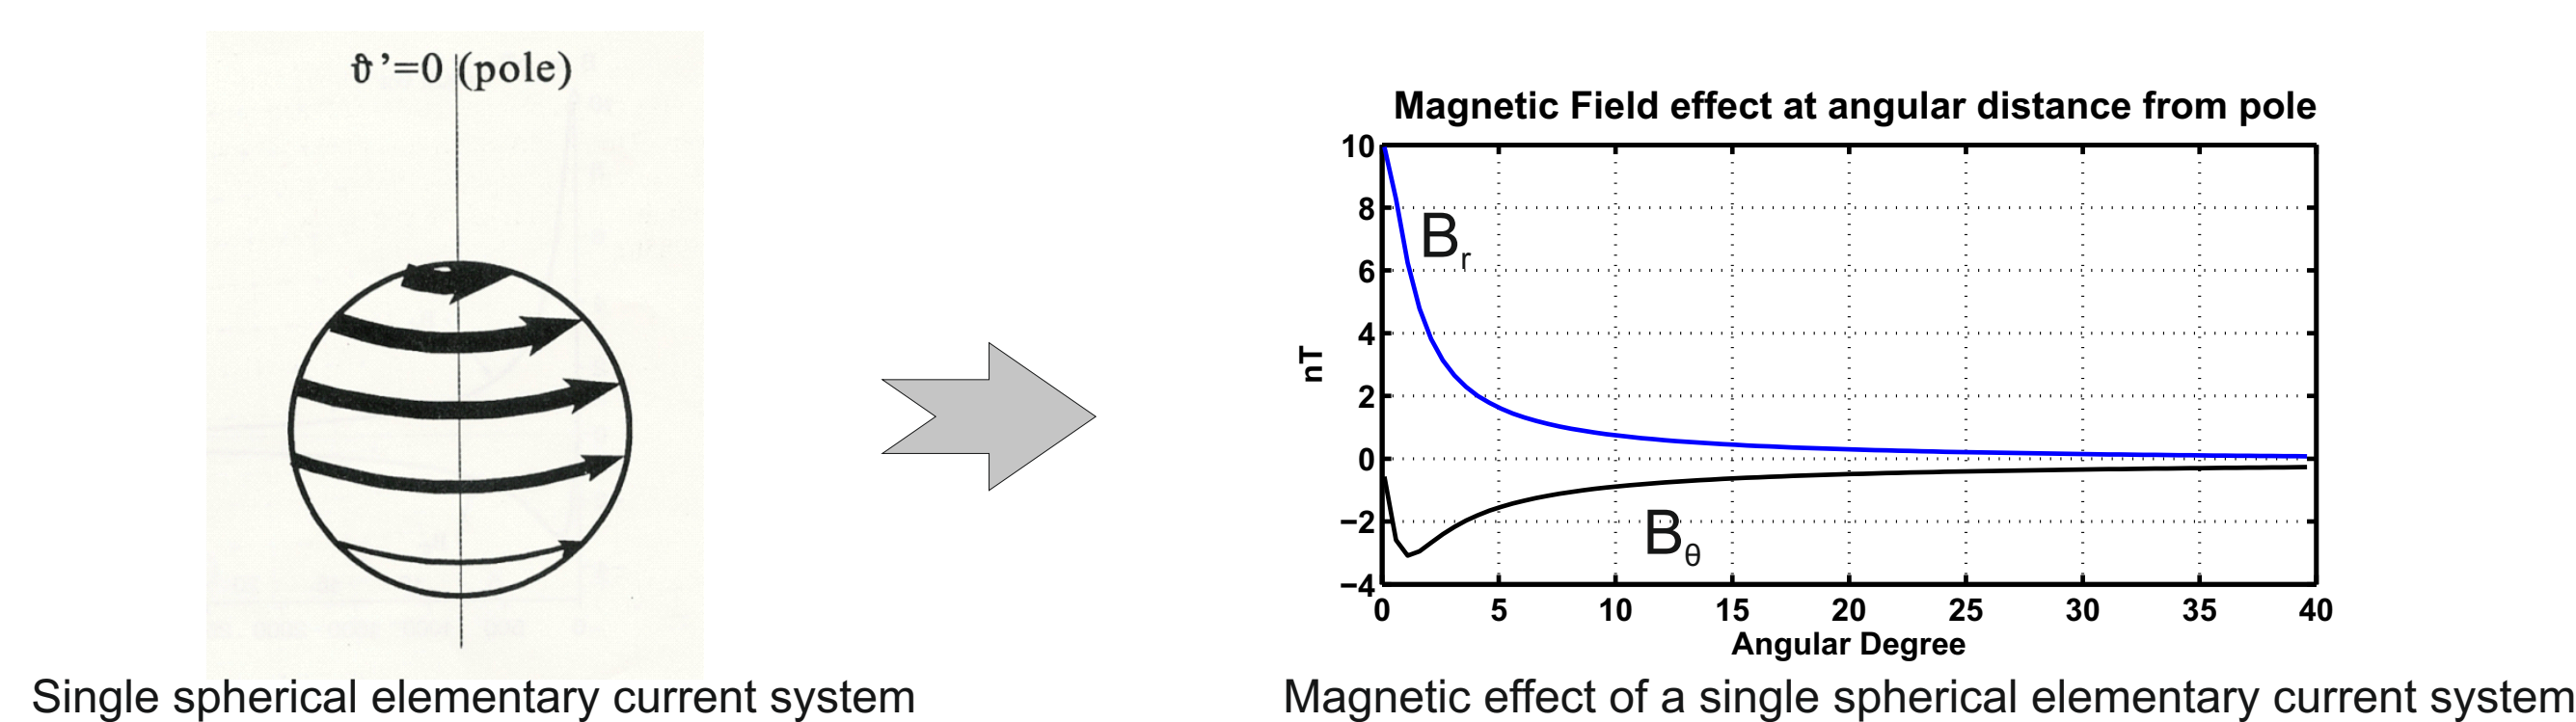 ϑ'=0 (pole)
Single spherical elementary current system
Magnetic Field effect at angular distance from pole
10
8
6
4
2
0
−2
−4
nT
Br
Bθ
0 5 10 15 20 25 30 35 40
Angular Degree
Magnetic effect of a single spherical elementary current system